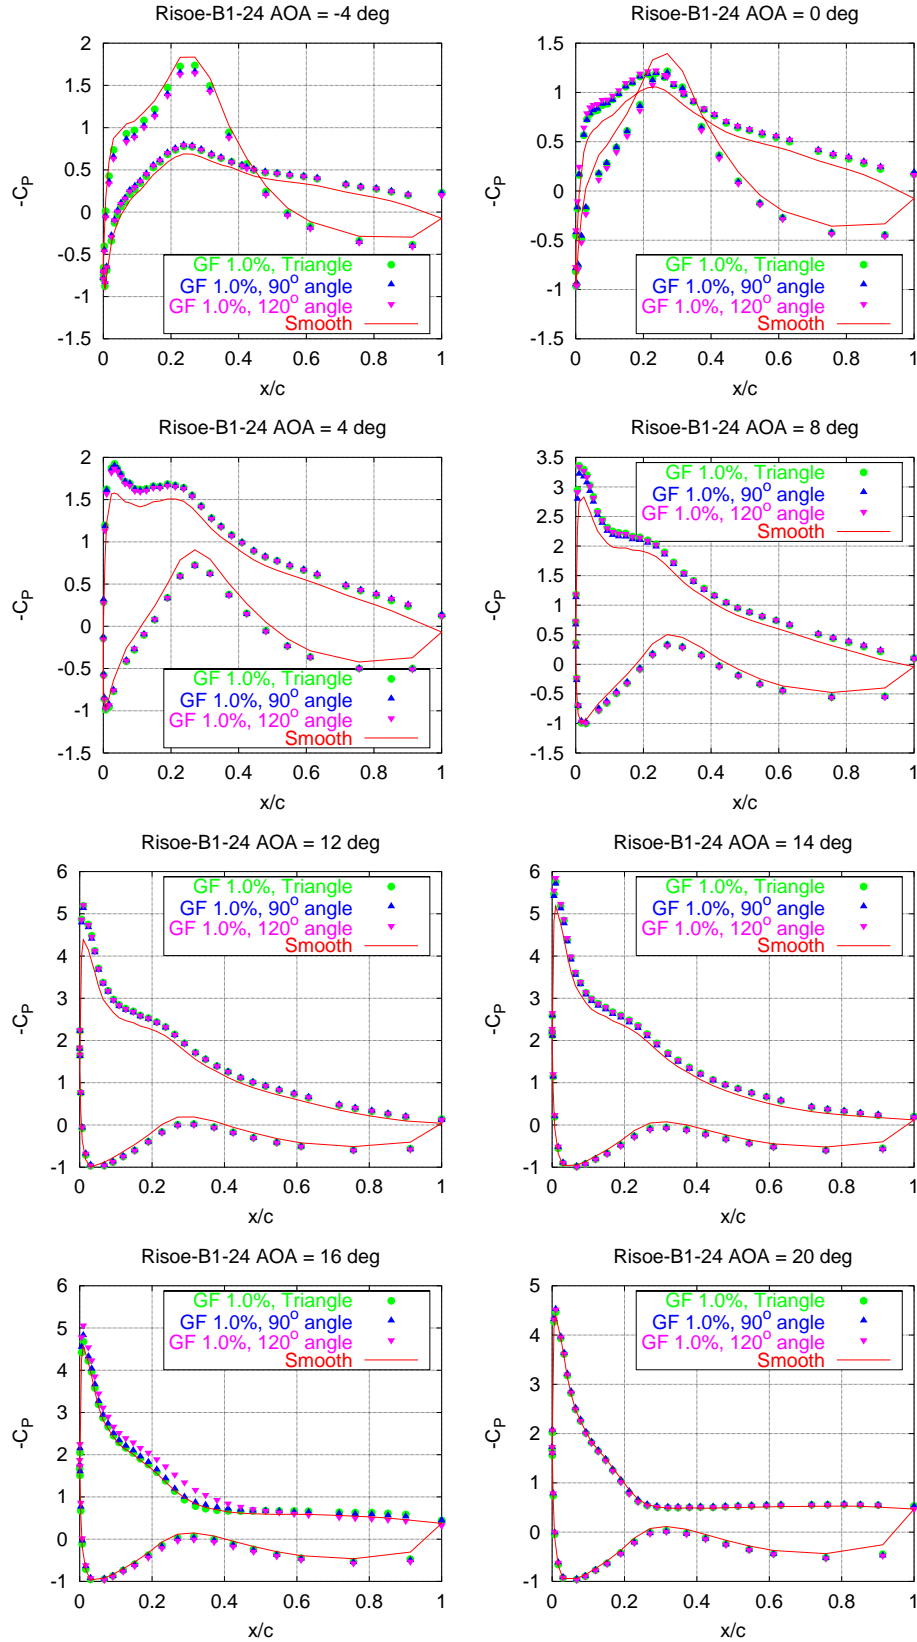 Risoe-B1-24 AOA = -4 deg
2
1.5
1
0.5
0
-0.5
-1
-1.5
-CP
GF 1.0%, Triangle
GF 1.0%, 90o angle
GF 1.0%, 120o angle
Smooth
0 0.2 0.4 0.6 0.8 1
x/c
Risoe-B1-24 AOA = 0 deg
1.5
1
0.5
0
-0.5
-1
-1.5
-CP
GF 1.0%, Triangle
GF 1.0%, 90o angle
GF 1.0%, 120o angle
Smooth
0 0.2 0.4 0.6 0.8 1
x/c
Risoe-B1-24 AOA = 4 deg
2
1.5
1
0.5
0
-0.5
-1
-1.5
-CP
GF 1.0%, Triangle
GF 1.0%, 90o angle
GF 1.0%, 120o angle
Smooth
0 0.2 0.4 0.6 0.8 1
x/c
Risoe-B1-24 AOA = 8 deg
3.5
3
2.5
2
1.5
1
0.5
0
-0.5
-1
-1.5
-CP
GF 1.0%, Triangle
GF 1.0%, 90o angle
GF 1.0%, 120o angle
Smooth
0 0.2 0.4 0.6 0.8 1
x/c
Risoe-B1-24 AOA = 12 deg
6
5
4
3
2
1
0
-1
-CP
GF 1.0%, Triangle
GF 1.0%, 90o angle
GF 1.0%, 120o angle
Smooth
0 0.2 0.4 0.6 0.8 1
x/c
Risoe-B1-24 AOA = 14 deg
6
5
4
3
2
1
0
-1
-CP
GF 1.0%, Triangle
GF 1.0%, 90o angle
GF 1.0%, 120o angle
Smooth
0 0.2 0.4 0.6 0.8 1
x/c
Risoe-B1-24 AOA = 16 deg
6
5
4
3
2
1
0
-1
-CP
GF 1.0%, Triangle
GF 1.0%, 90o angle
GF 1.0%, 120o angle
Smooth
0 0.2 0.4 0.6 0.8 1
x/c
Risoe-B1-24 AOA = 20 deg
5
4
3
2
1
0
-1
-CP
GF 1.0%, Triangle
GF 1.0%, 90o angle
GF 1.0%, 120o angle
Smooth
0 0.2 0.4 0.6 0.8 1
x/c